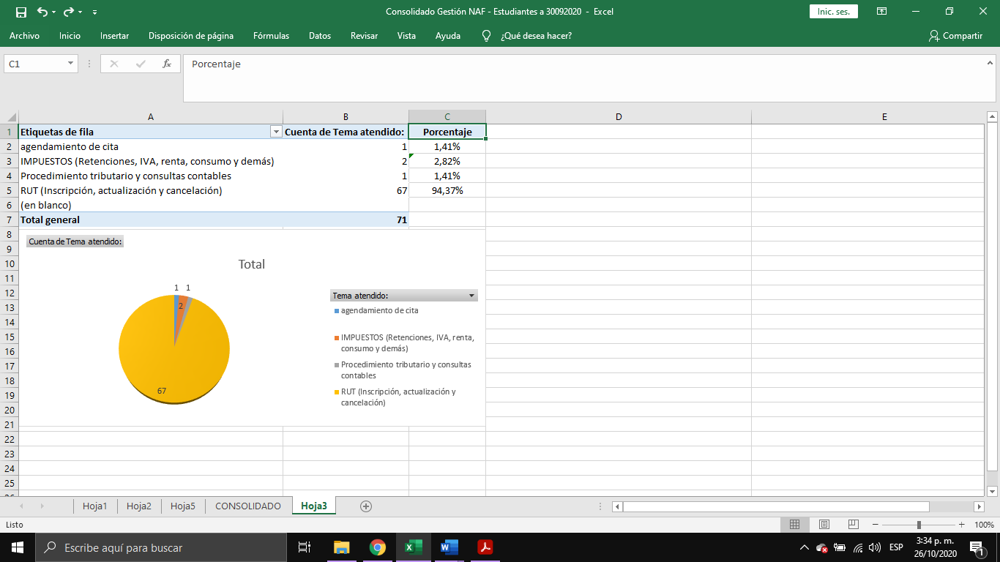 Consolidado Gestión NAF - Estudiantes a 30092020 - Excel
Inic. ses.
Archivo Inicio Insertar Disposición de página Fórmulas Datos Revisar Vista Ayuda ¿Qué desea hacer? Compartir
C1 fx Porcentaje
A B C D E
1 Etiquetas de fila Cuenta de Tema atendido: Porcentaje
2 agendamiento de cita 1 1,41%
3 IMPUESTOS (Retenciones, IVA, renta, consumo y demás) 2 2,82%
4 Procedimiento tributario y consultas contables 1 1,41%
5 RUT (Inscripción, actualización y cancelación) 67 94,37%
6 (en blanco)
7 Total general 71
8
9
10
11
12
13
14
15
16
17
18
19
20
21
22
23
24
25
Cuenta de Tema atendido:
Total
1 1
2
67
Tema atendido:
agendamiento de cita
IMPUESTOS (Retenciones, IVA, renta,
consumo y demás)
Procedimiento tributario y consultas
contables
RUT (Inscripción, actualización y
cancelación)
Hoja1 Hoja2 Hoja5 CONSOLIDADO Hoja3
Listo 100%
Escribe aquí para buscar
ESP
3:34 p. m.
26/10/2020
1